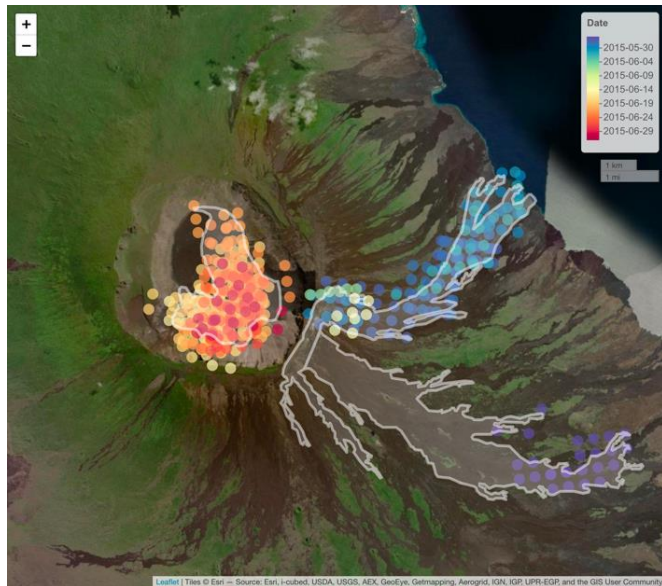 +
−
Date
2015-05-30
2015-06-04
2015-06-09
2015-06-14
2015-06-19
2015-06-24
2015-06-29
1 km
1 mi
Leaflet | Tiles © Esri — Source: Esri, i-cubed, USDA, USGS, AEX, GeoEye, Getmapping, Aerogrid, IGN, IGP, UPR-EGP, and the GIS User Community